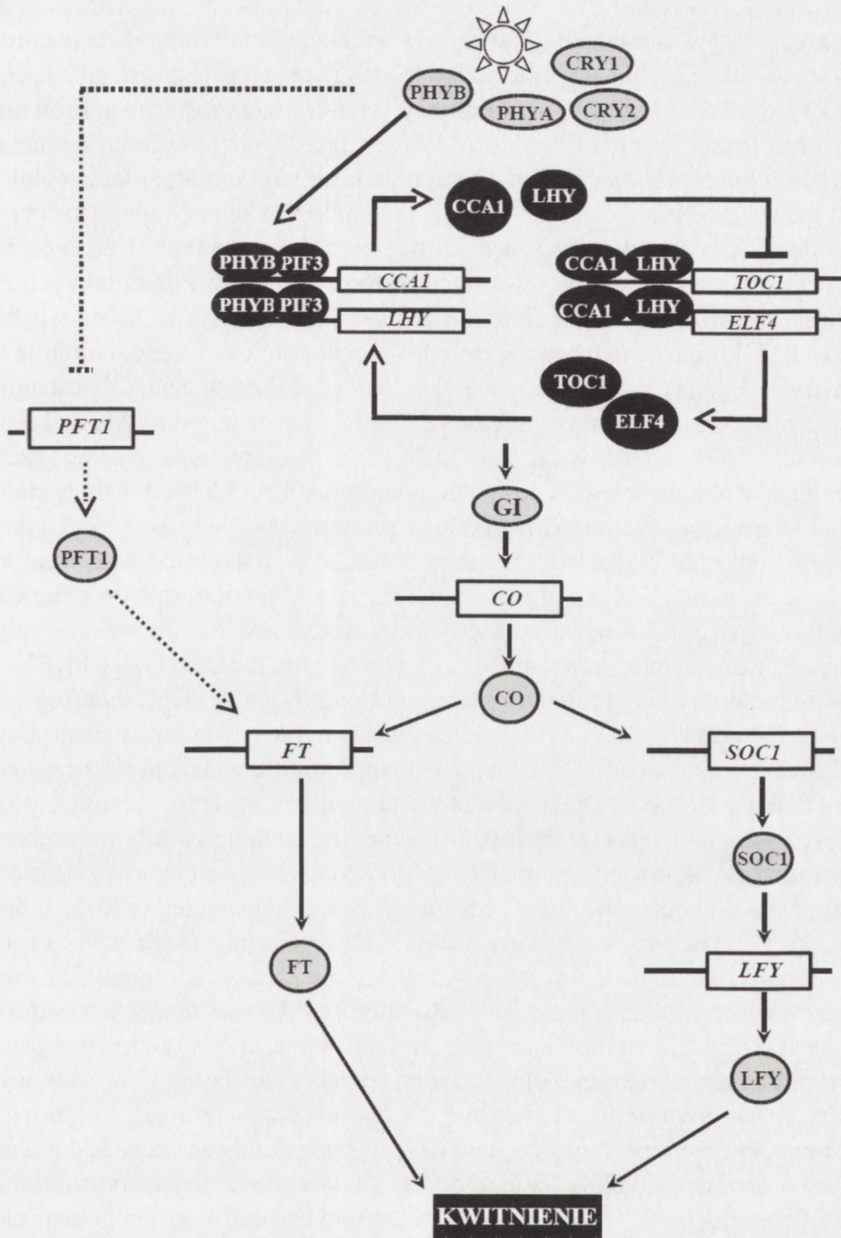 CRY1
PHYB
PHYA
CRY2
CCA1
LHY
PHYB PIF3
CCA1
CCA1 LHY
TOC1
PHYB PIF3
LHY
CCA1 LHY
ELF4
TOC1
ELF4
PFT1
GI
PFT1
CO
CO
FT
SOC1
SOC1
FT
LFY
LFY
KWITNIENIE